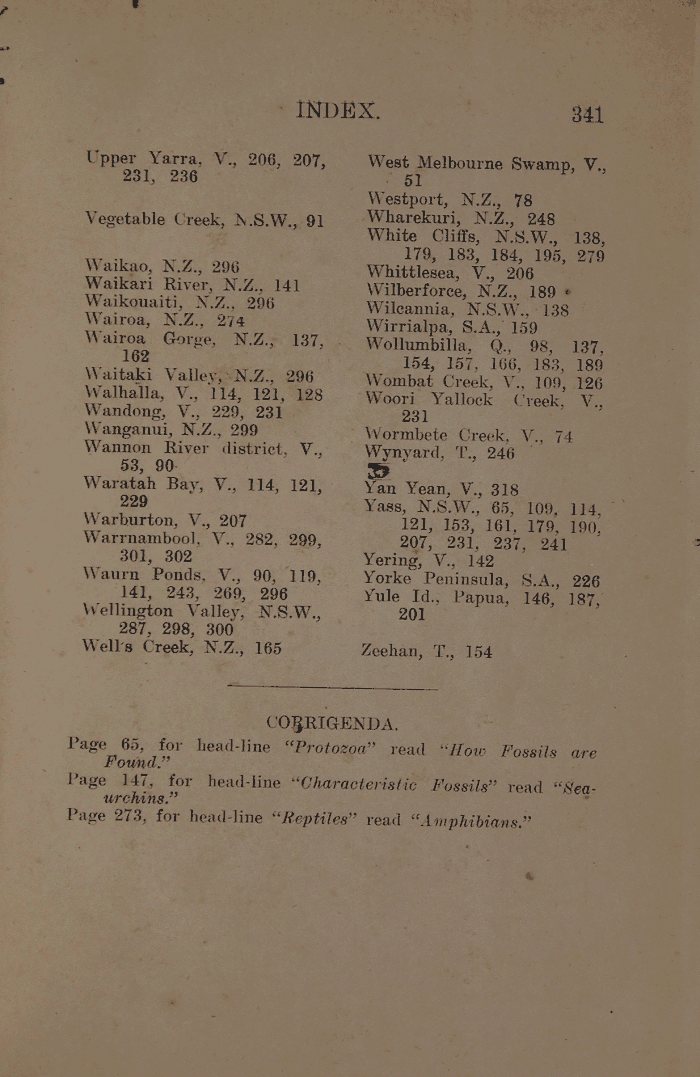 INDEX. 341
Upper Yarra, V., 206, 207,
231, 236
Vegetable Creek, N.S.W., 91
Waikao, N.Z., 296
Waikari River, N.Z., 141
Waikouaiti, N.Z., 296
Wairoa, N.Z., 274
Wairoa Gorge, N.Z., 137,
162
Waitaki Valley, N.Z., 296
Walhalla, V., 114, 121, 128
Wandong, V., 229, 231
Wanganui, N.Z., 299
Wannon River district, V.,
53, 90
Waratah Bay, V., 114, 121,
229
Warburton, V., 207
Warrnambool, V., 282, 299,
301, 302
Waurn Ponds, V., 90, 119,
141, 243, 269, 296
Wellington Valley, N.S.W.,
287, 298, 300
Well's Creek, N.Z., 165
West Melbourne Swamp, V.,
51
Westport, N.Z., 78
Wharekuri, N.Z., 248
White Cliffs, N.S.W., 138,
179, 183, 184, 195, 279
Whittlesea, V., 206
Wilberforce, N.Z., 189
Wilcannia, N.S.W., 138
Wirrialpa, S.A., 159
Wollumbilla, Q., 98, 137,
154, 157, 166, 183, 189
Wombat Creek, V., 109, 126
Woori Yallock Creek, V.,
231
Wormbete Creek, V., 74
Wynyard, T., 246
Yan Yean, V., 318
Yass, N.S.W., 65, 109, 114,
121, 153, 161, 179, 190,
207, 231, 237, 241
Yering, V., 142
Yorke Peninsula, S.A., 226
Yule Id., Papua, 146, 187,
201
Zeehan, T., 154
CORRIGENDA.
Page 65, for head-line "Protozoa" read "How Fossils are
Found."
Page 147, for head-line "Characteristic Fossils" read "Sea-
urchins."
Page 273, for head-line "Reptiles" read "Amphibians."